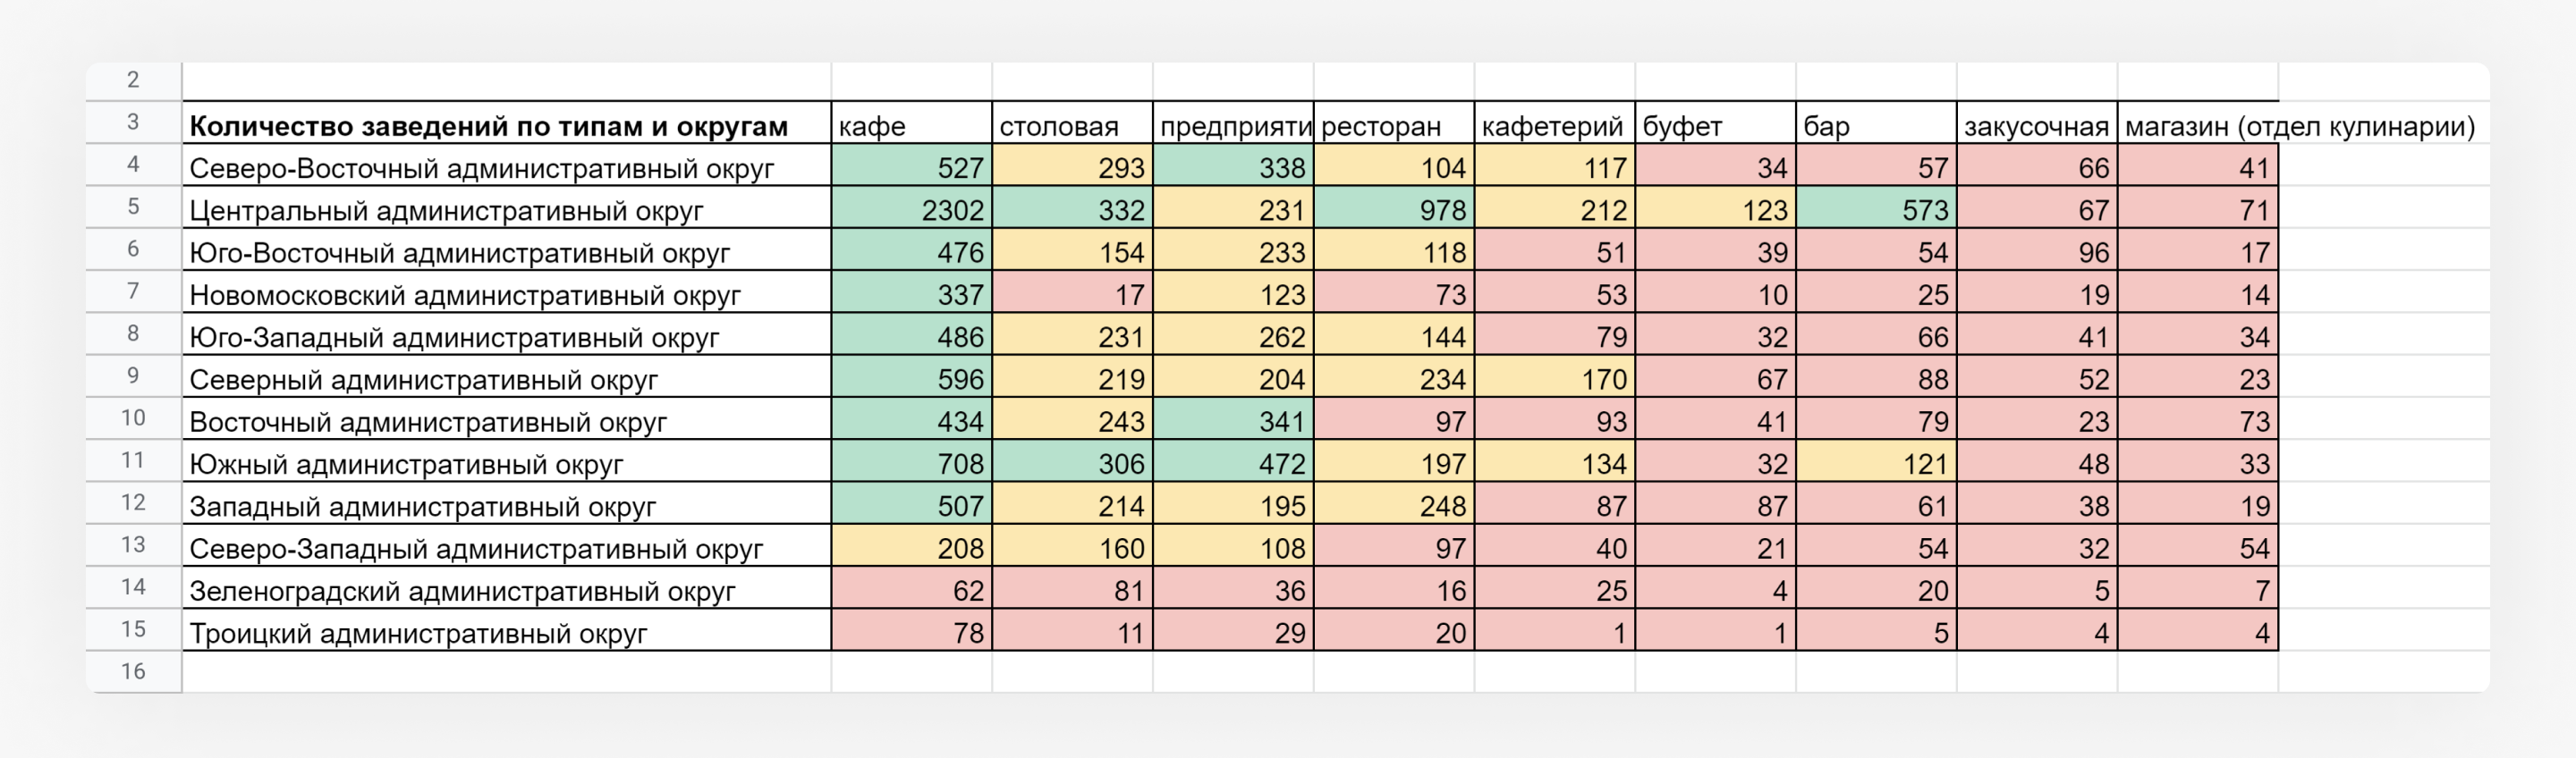 2
3 Количество заведений по типам и округам кафе столовая предприяти ресторан кафетерий буфет бар закусочная магазин (отдел кулинарии)
4 Северо-Восточный административный округ 527 293 338 104 117 34 57 66 41
5 Центральный административный округ 2302 332 231 978 212 123 573 67 71
6 Юго-Восточный административный округ 476 154 233 118 51 39 54 96 17
7 Новомосковский административный округ 337 17 123 73 53 10 25 19 14
8 Юго-Западный административный округ 486 231 262 144 79 32 66 41 34
9 Северный административный округ 596 219 204 234 170 67 88 52 23
10 Восточный административный округ 434 243 341 97 93 41 79 23 73
11 Южный административный округ 708 306 472 197 134 32 121 48 33
12 Западный административный округ 507 214 195 248 87 87 61 38 19
13 Северо-Западный административный округ 208 160 108 97 40 21 54 32 54
14 Зеленоградский административный округ 62 81 36 16 25 4 20 5 7
15 Троицкий административный округ 78 11 29 20 1 1 5 4 4
16